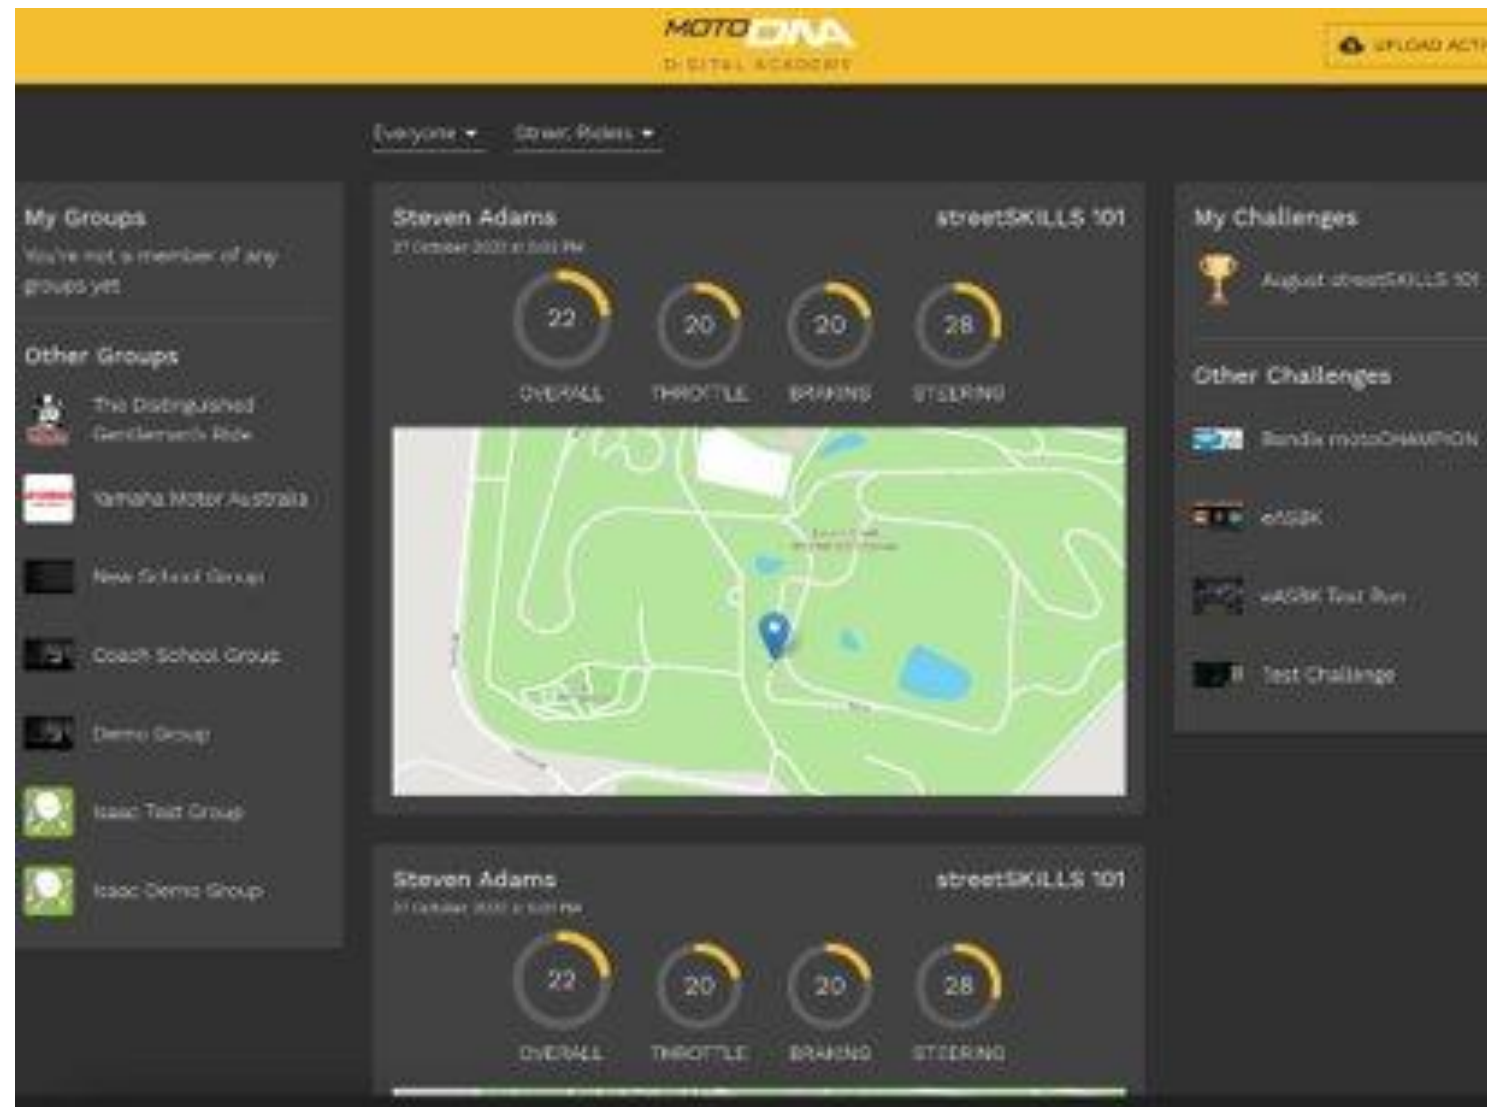 MOTO DNA
DIGITAL ACADEMY
UPLOAD
Everyone
Street Riders
My Groups
You're not a member of any
groups yet
Other Groups
The Distinguished
Gentleman's Ride
Yamaha Motor Australia
New School Group
Coach School Group
Demo Group
Isaac Test Group
Isaac Demo Group
Steven Adams
streetSKILLS 101
22
20
20
28
OVERALL
THROTTLE
BRAKING
STEERING
Steven Adams
streetSKILLS 101
22
20
20
28
OVERALL
THROTTLE
BRAKING
STEERING
My Challenges
August streetSKILLS 101
Other Challenges
Bendix motoCHAMPION
eASBK
eASBK Test Run
Test Challenge